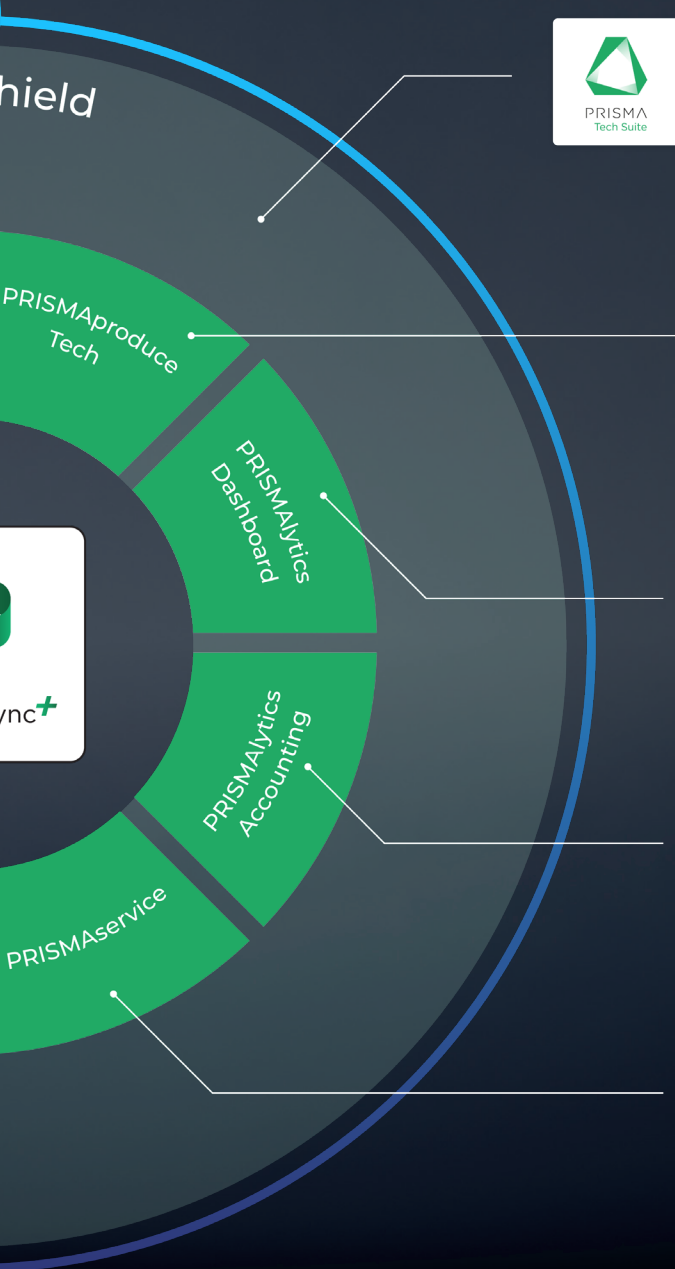 hield
PRISMA
Tech Suite
PRISMAproduce
Tech
PRISMAlytics
Dashboard
ync+
PRISMAlytics
Accounting
PRISMAservice